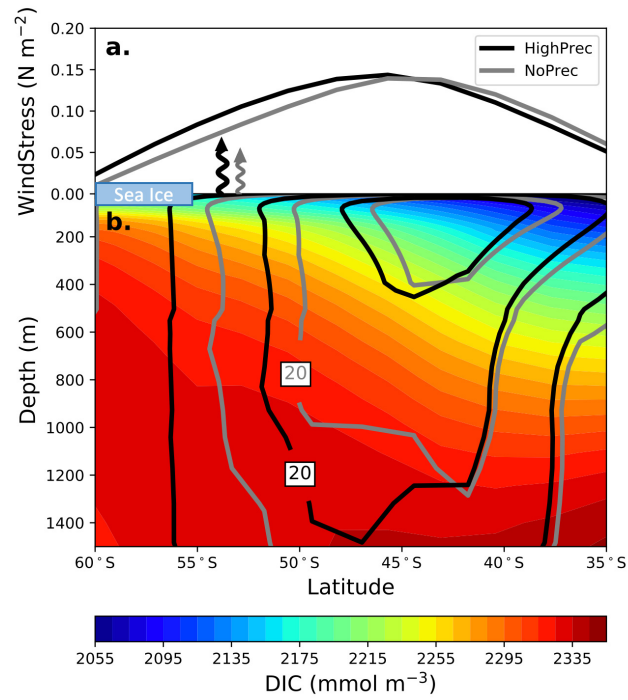 a.
HighPrec
NoPrec
WindStress (N m⁻²)
0.20
0.15
0.10
0.05
0.00
Sea Ice
b.
Depth (m)
200
400
600
800
1000
1200
1400
20
20
60°S 55°S 50°S 45°S 40°S 35°S
Latitude
2055 2095 2135 2175 2215 2255 2295 2335
DIC (mmol m⁻³)